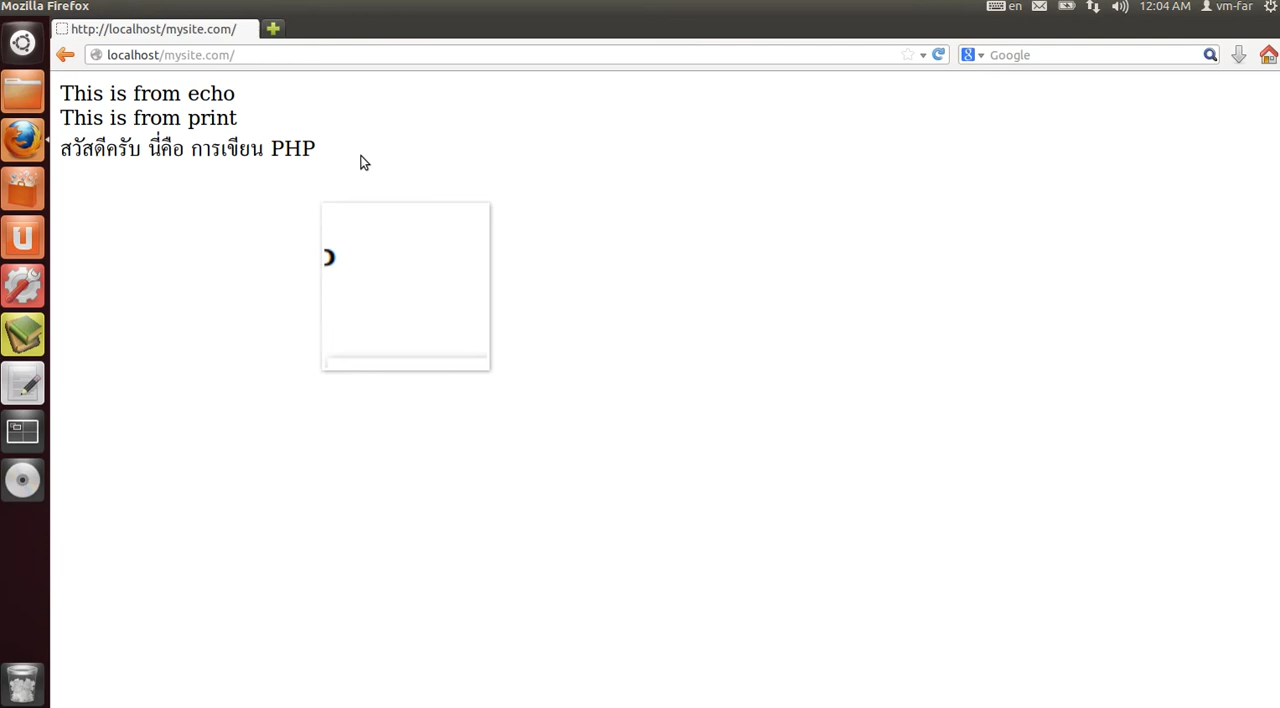 Mozilla Firefox
en
12:04 AM
vm-far
http://localhost/mysite.com/
localhost/mysite.com/
Google
This is from echo
This is from print
สวัสดีครับ นี่คือ การเขียน PHP